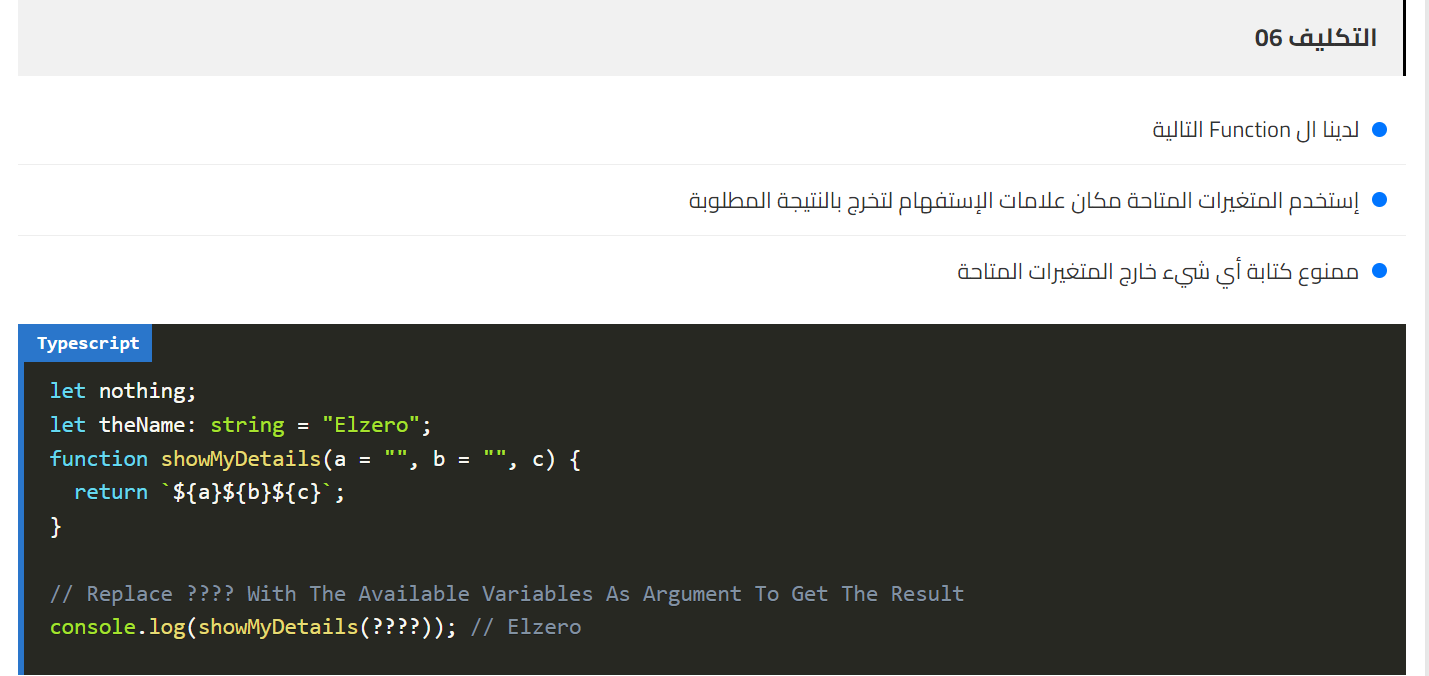 التكليف 06
لدينا ال Function التالية
إستخدم المتغيرات المتاحة مكان علامات الإستفهام لتخرج بالنتيجة المطلوبة
ممنوع كتابة أي شيء خارج المتغيرات المتاحة
Typescript
let nothing;
let theName: string = "Elzero";
function showMyDetails(a = "", b = "", c) {
  return `${a}${b}${c}`;
}
// Replace ???? With The Available Variables As Argument To Get The Result
console.log(showMyDetails(????)); // Elzero